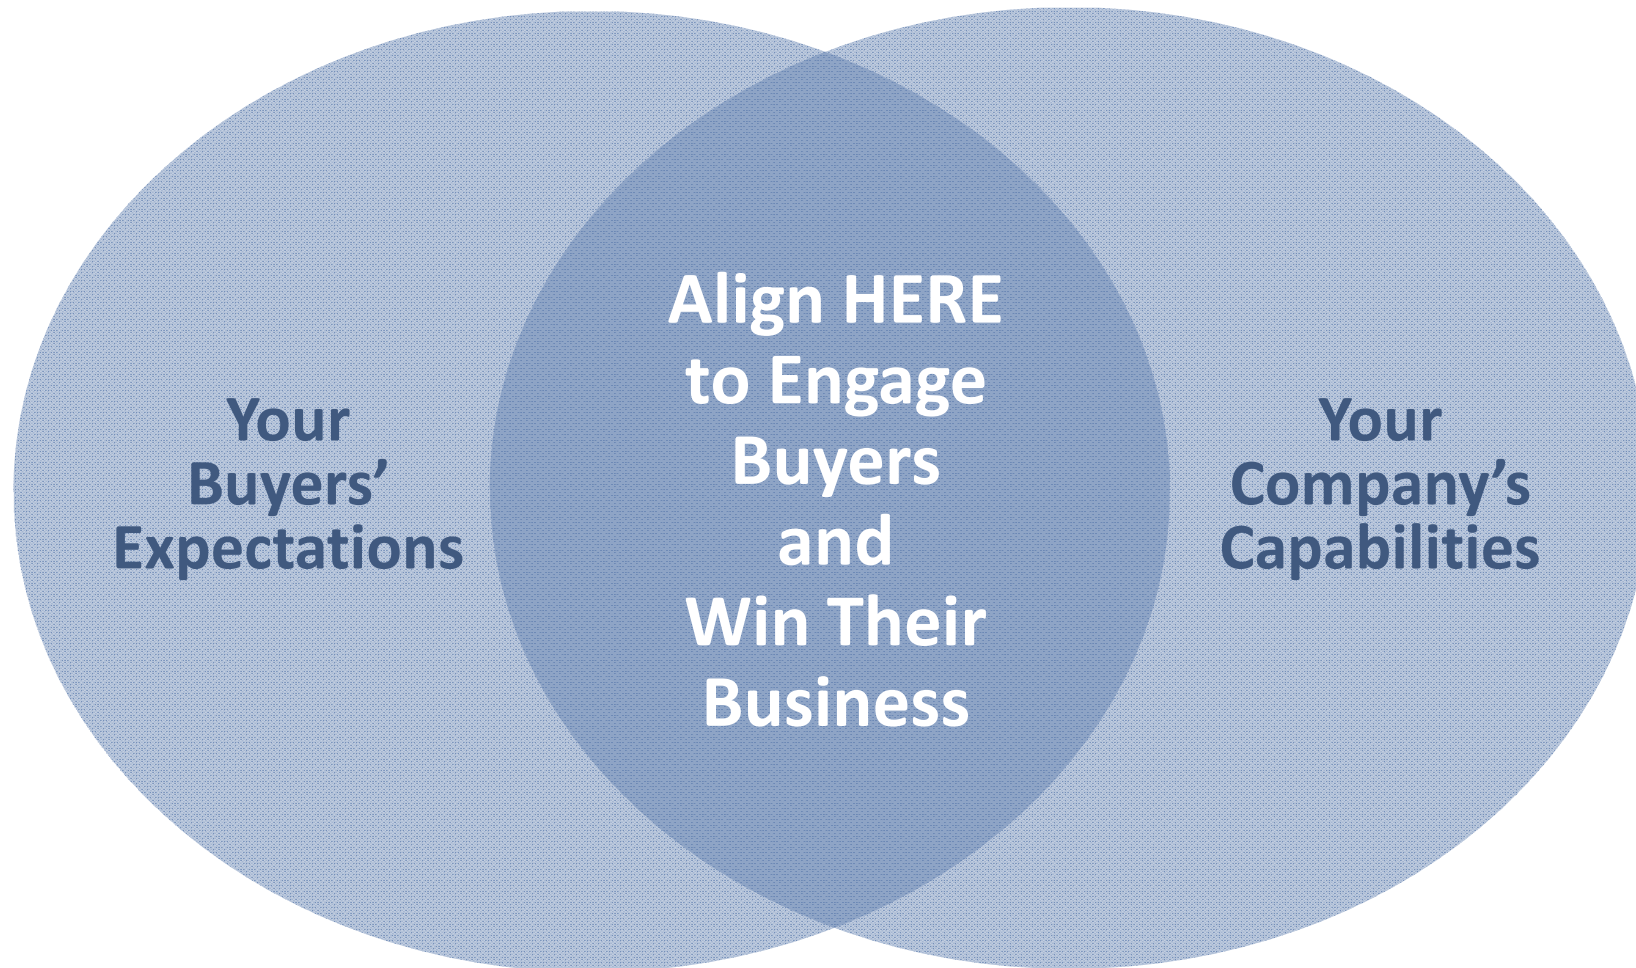 Your
Buyers’
Expectations
Align HERE
to Engage
Buyers
and
Win Their
Business
Your
Company’s
Capabilities